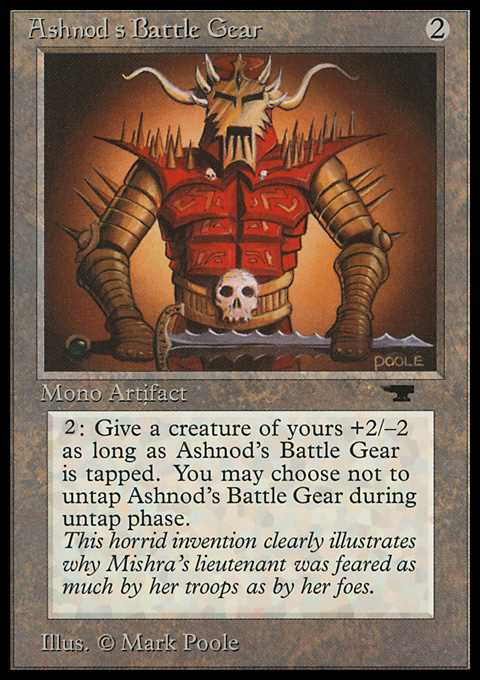 Ashnod's Battle Gear 2
POOLE
Mono Artifact
2: Give a creature of yours +2/–2
as long as Ashnod's Battle Gear
is tapped. You may choose not to
untap Ashnod's Battle Gear during
untap phase.
This horrid invention clearly illustrates
why Mishra's lieutenant was feared as
much by her troops as by her foes.
Illus. © Mark Poole